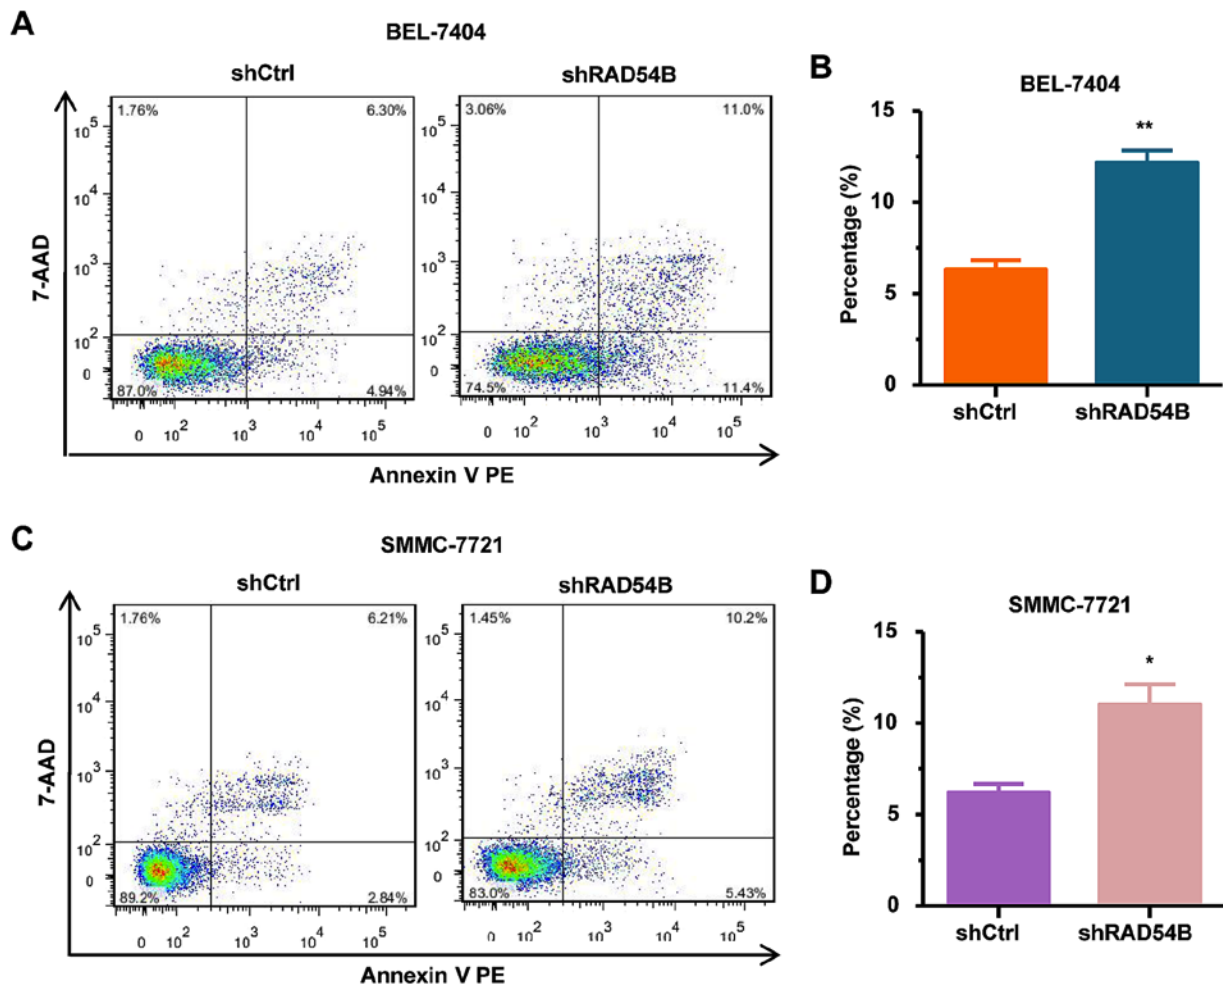 A
BEL-7404
shCtrl
shRAD54B
7-AAD
10^5
10^4
10^3
10^2
0
1.76%
6.30%
87.0%
4.94%
0 10^2 10^3 10^4 10^5
10^5
10^4
10^3
10^2
0
3.06%
11.0%
74.5%
11.4%
0 10^2 10^3 10^4 10^5
Annexin V PE
B
BEL-7404
**
Percentage (%)
15
10
5
0
shCtrl
shRAD54B
C
SMMC-7721
shCtrl
shRAD54B
7-AAD
10^5
10^4
10^3
10^2
0
1.76%
6.21%
89.2%
2.84%
0 10^2 10^3 10^4 10^5
10^5
10^4
10^3
10^2
0
1.45%
10.2%
83.0%
5.43%
0 10^2 10^3 10^4 10^5
Annexin V PE
D
SMMC-7721
*
Percentage (%)
15
10
5
0
shCtrl
shRAD54B